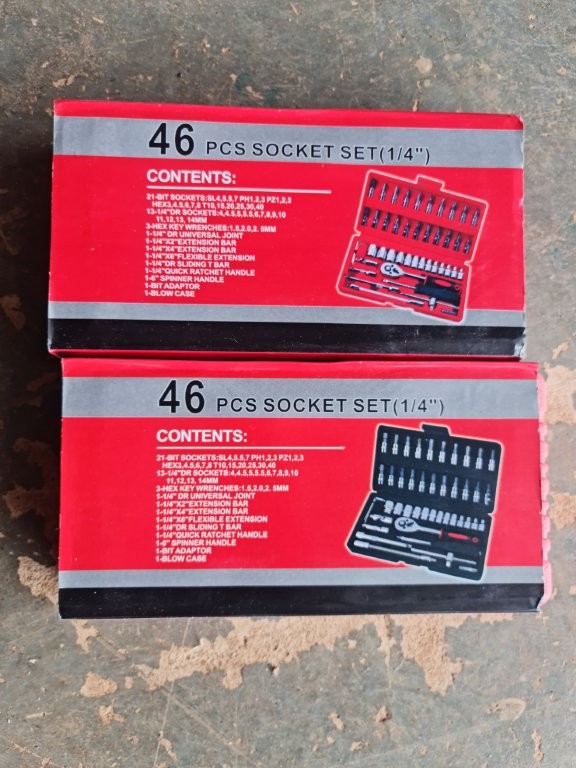 46 PCS SOCKET SET(1/4")
CONTENTS:
21-BIT SOCKETS:SL4,5.5,7 PH1,2,3 PZ1,2,3
HEX3,4,5,6,7,8 T10,15,20,25,30,40
13-1/4"DR SOCKETS:4,4.5,5,5.5,6,7,8,9,10
11,12,13, 14MM
3-HEX KEY WRENCHES:1.5,2.0,2. 5MM
1-1/4" DR UNIVERSAL JOINT
1-1/4"X2"EXTENSION BAR
1-1/4"X4"EXTENSION BAR
1-1/4"X6"FLEXIBLE EXTENSION
1-1/4"DR SLIDING T BAR
1-1/4"QUICK RATCHET HANDLE
1-6" SPINNER HANDLE
1-BIT ADAPTOR
1-BLOW CASE
46 PCS SOCKET SET(1/4")
CONTENTS:
21-BIT SOCKETS:SL4,5.5,7 PH1,2,3 PZ1,2,3
HEX3,4,5,6,7,8 T10,15,20,25,30,40
13-1/4"DR SOCKETS:4,4.5,5,5.5,6,7,8,9,10
11,12,13, 14MM
3-HEX KEY WRENCHES:1.5,2.0,2. 5MM
1-1/4" DR UNIVERSAL JOINT
1-1/4"X2"EXTENSION BAR
1-1/4"X4"EXTENSION BAR
1-1/4"X6"FLEXIBLE EXTENSION
1-1/4"DR SLIDING T BAR
1-1/4"QUICK RATCHET HANDLE
1-6" SPINNER HANDLE
1-BIT ADAPTOR
1-BLOW CASE